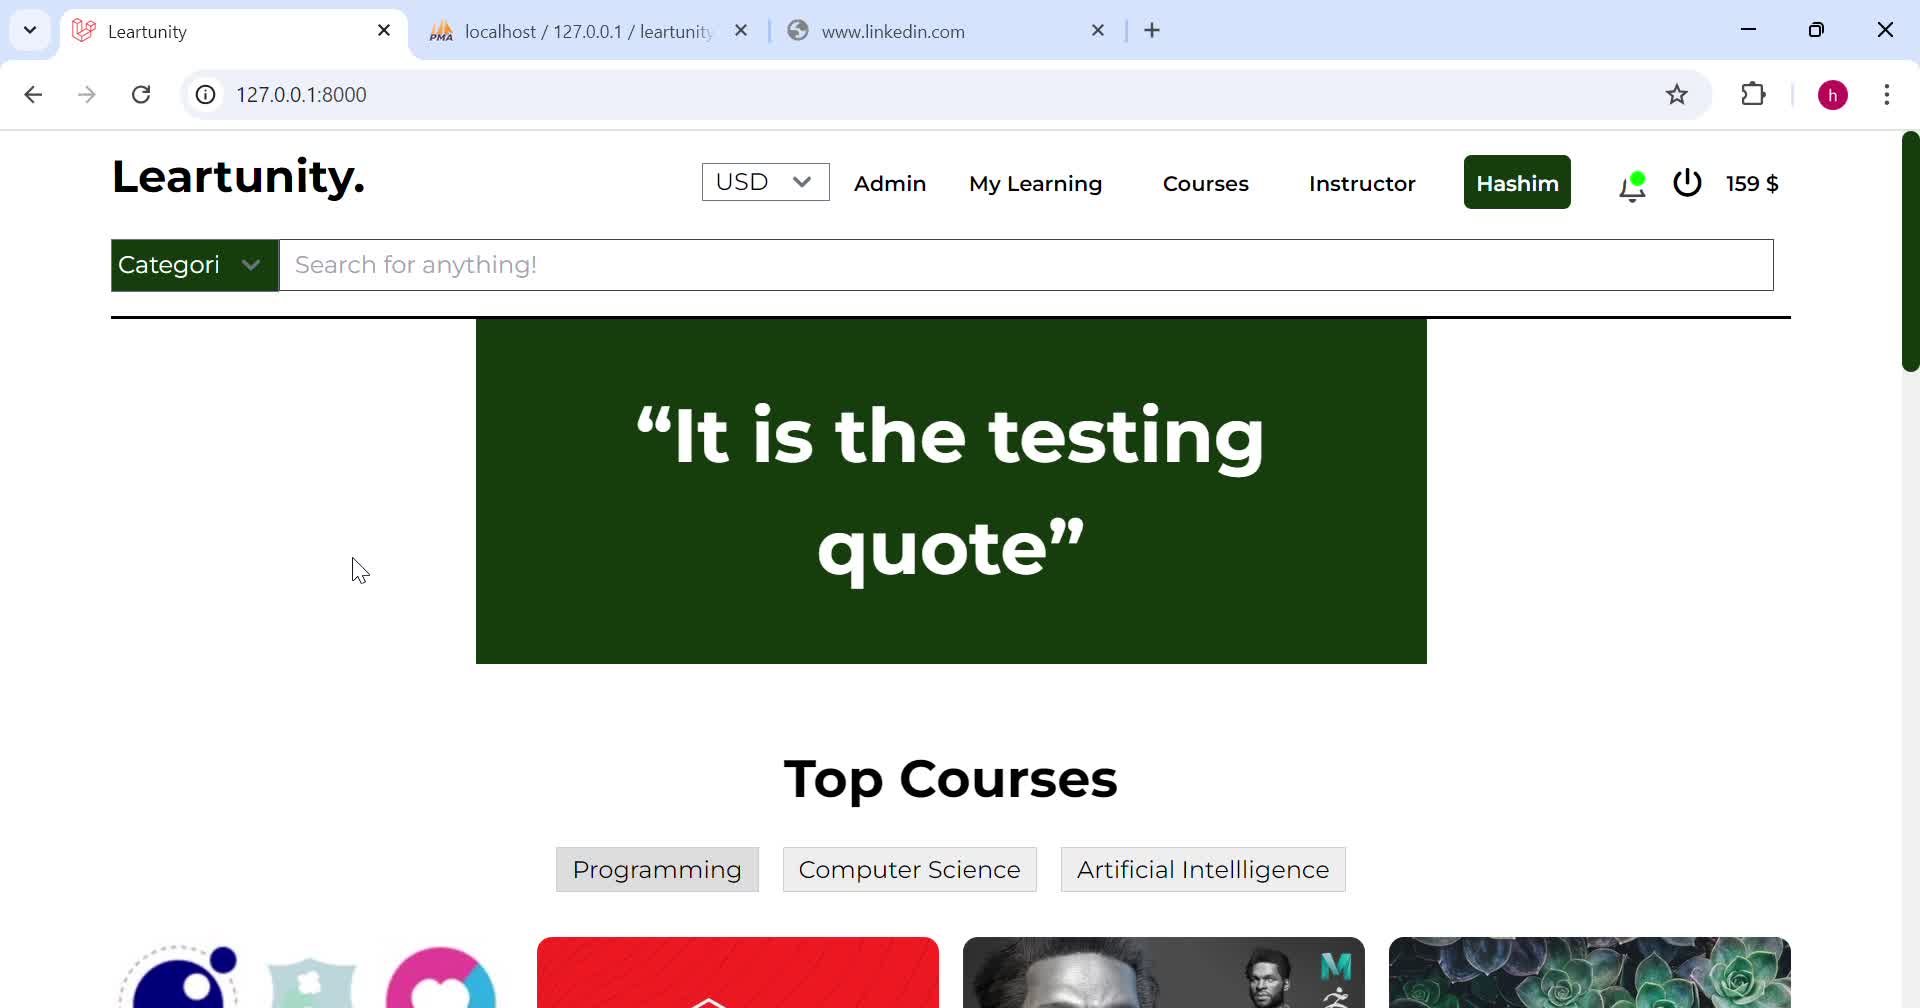 Leartunity
localhost / 127.0.0.1 / leartunity
www.linkedin.com
127.0.0.1:8000
h
Leartunity.
USD
Admin
My Learning
Courses
Instructor
Hashim
159 $
Categori
Search for anything!
“It is the testing
quote”
Top Courses
Programming
Computer Science
Artificial Intellligence
M